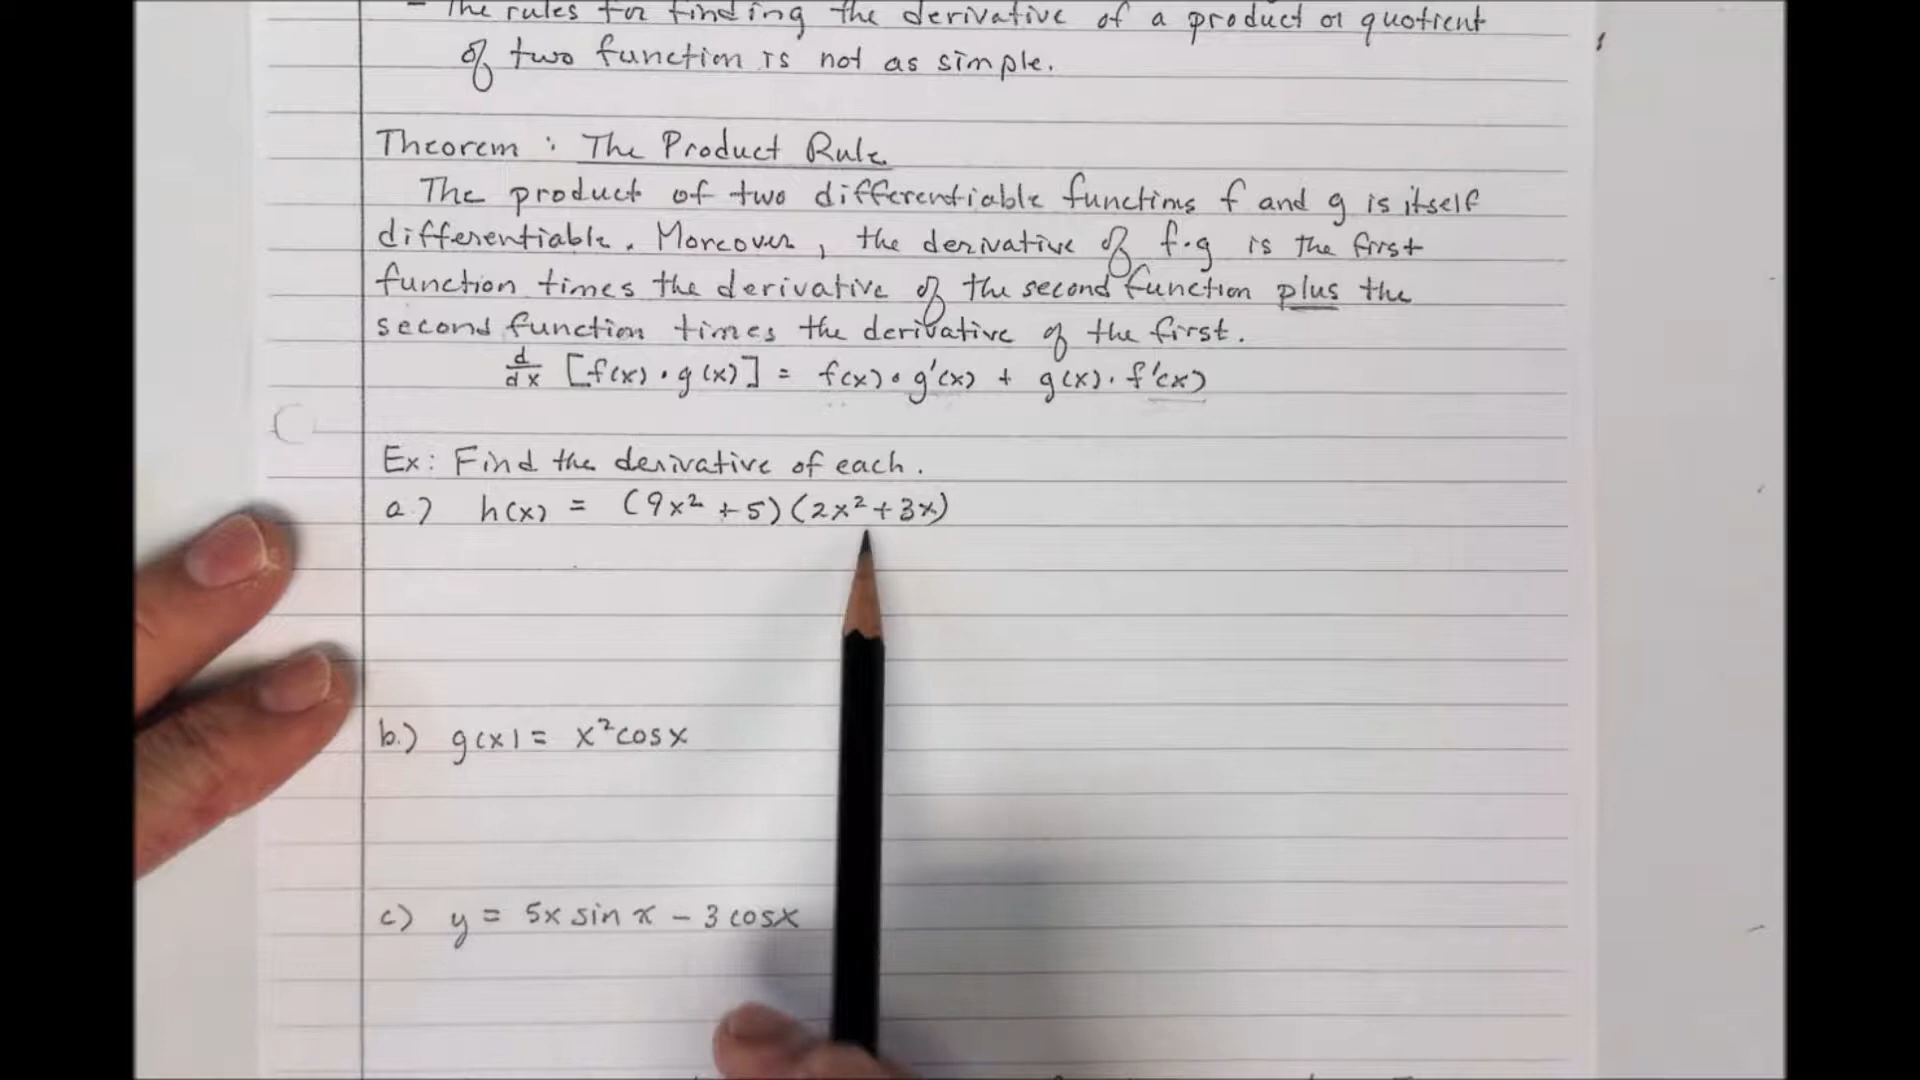 - The rules for finding the derivative of a product or quotient
of two function is not as simple.
Theorem : The Product Rule
The product of two differentiable functions f and g is itself
differentiable. Moreover, the derivative of f·g is the first
function times the derivative of the second function plus the
second function times the derivative of the first.
d/dx [f(x) · g(x)] = f(x) · g'(x) + g(x) · f'(x)
Ex: Find the derivative of each.
a.) h(x) = (9x² + 5)(2x² + 3x)
b.) g(x) = x² cos x
c) y = 5x sin x - 3 cos x